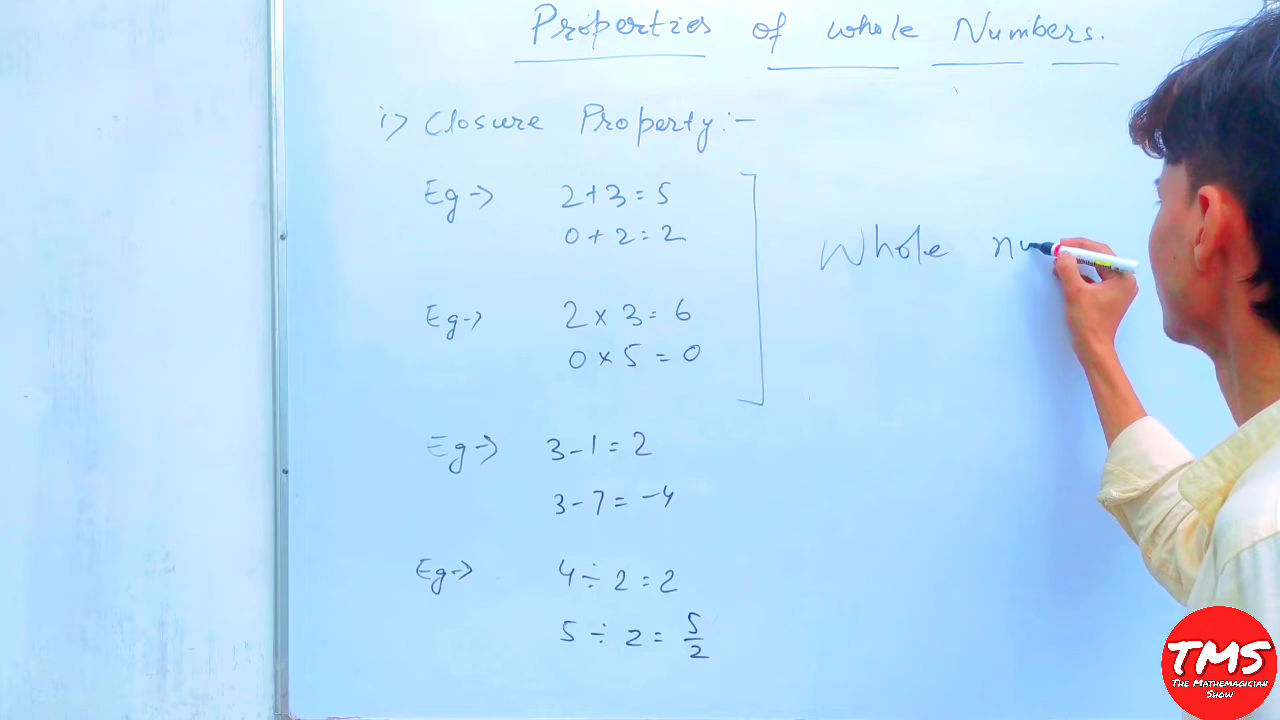 Properties of whole Numbers.
i) Closure Property:-
Eg → 2+3=5
0+2=2
Whole nu
Eg → 2×3=6
0×5=0
Eg → 3-1=2
3-7=-4
Eg → 4÷2=2
5÷2=5/2
Whiteboard
TMS
The Mathemagician
Show